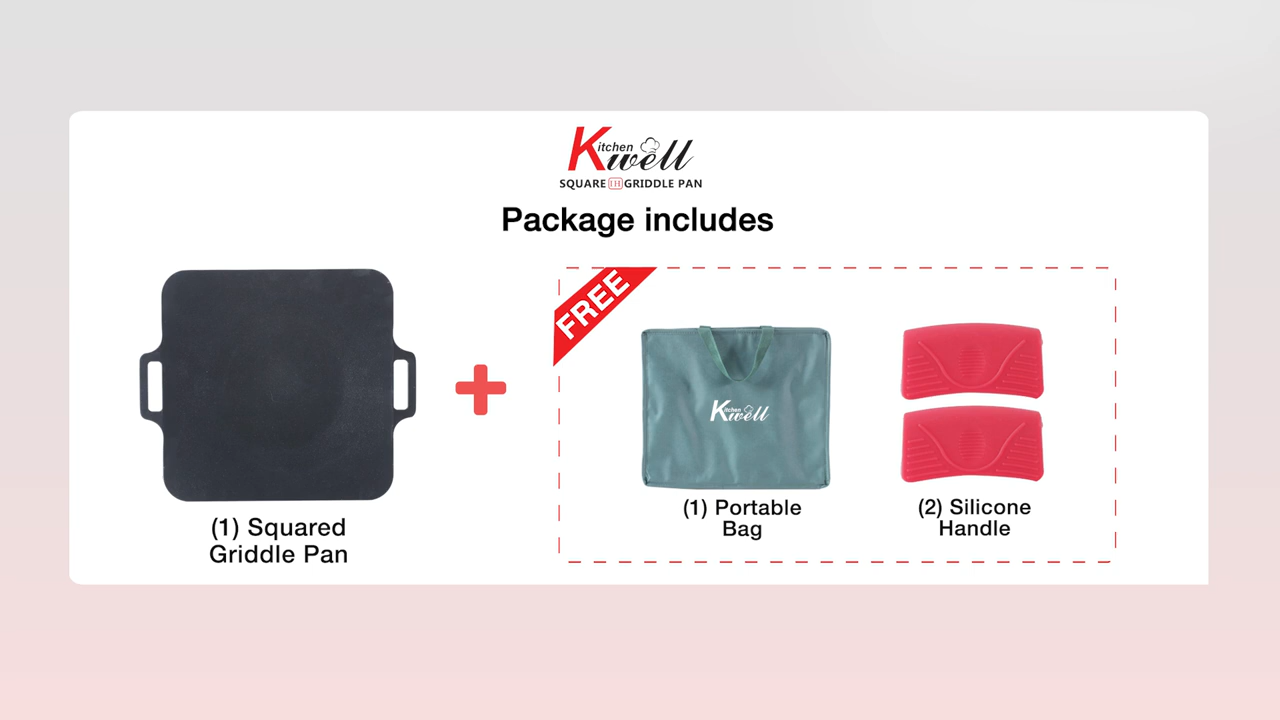 Kitchen Kwell
SQUARE IH GRIDDLE PAN
Package includes
FREE
Kitchen Kwell
(1) Squared
Griddle Pan
(1) Portable
Bag
(2) Silicone
Handle